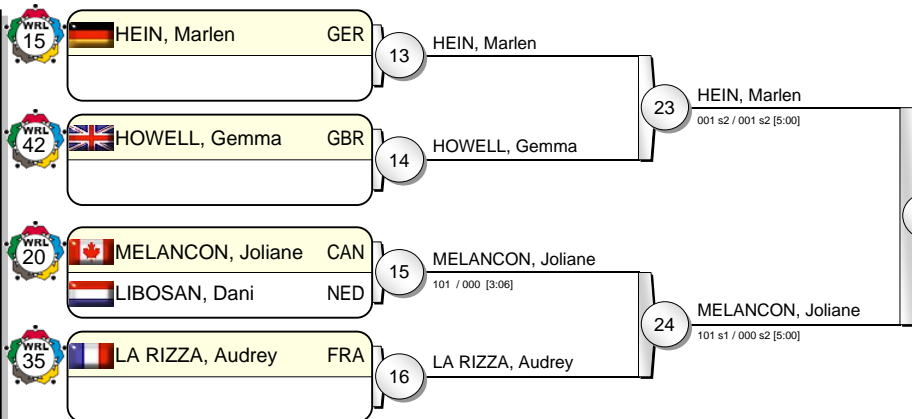 WRL
15
HEIN, Marlen GER
13
HEIN, Marlen
23
HEIN, Marlen
001 s2 / 001 s2 [5:00]
WRL
42
HOWELL, Gemma GBR
14
HOWELL, Gemma
WRL
20
MELANCON, Joliane CAN
LIBOSAN, Dani NED
15
MELANCON, Joliane
101 / 000 [3:06]
24
MELANCON, Joliane
101 s1 / 000 s2 [5:00]
WRL
35
LA RIZZA, Audrey FRA
16
LA RIZZA, Audrey